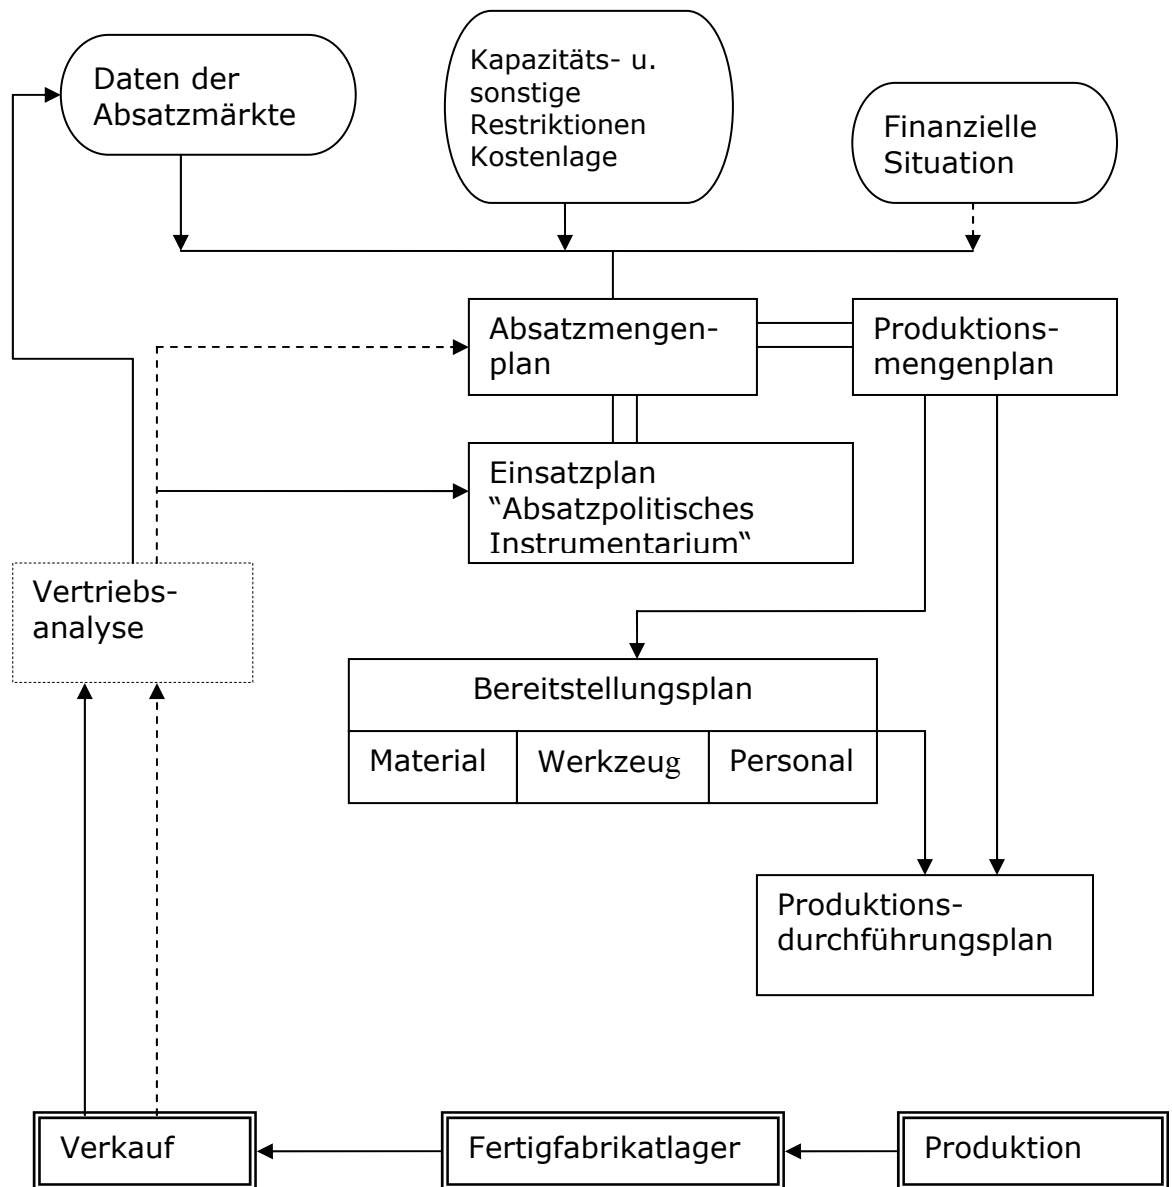 Daten der
Absatzmärkte
Kapazitäts- u.
sonstige
Restriktionen
Kostenlage
Finanzielle
Situation
Absatzmengen-
plan
Produktions-
mengenplan
Einsatzplan
“Absatzpolitisches
Instrumentarium“
Vertriebs-
analyse
Bereitstellungsplan
Material
Werkzeug
Personal
Produktions-
durchführungsplan
Verkauf
Fertigfabrikatlager
Produktion